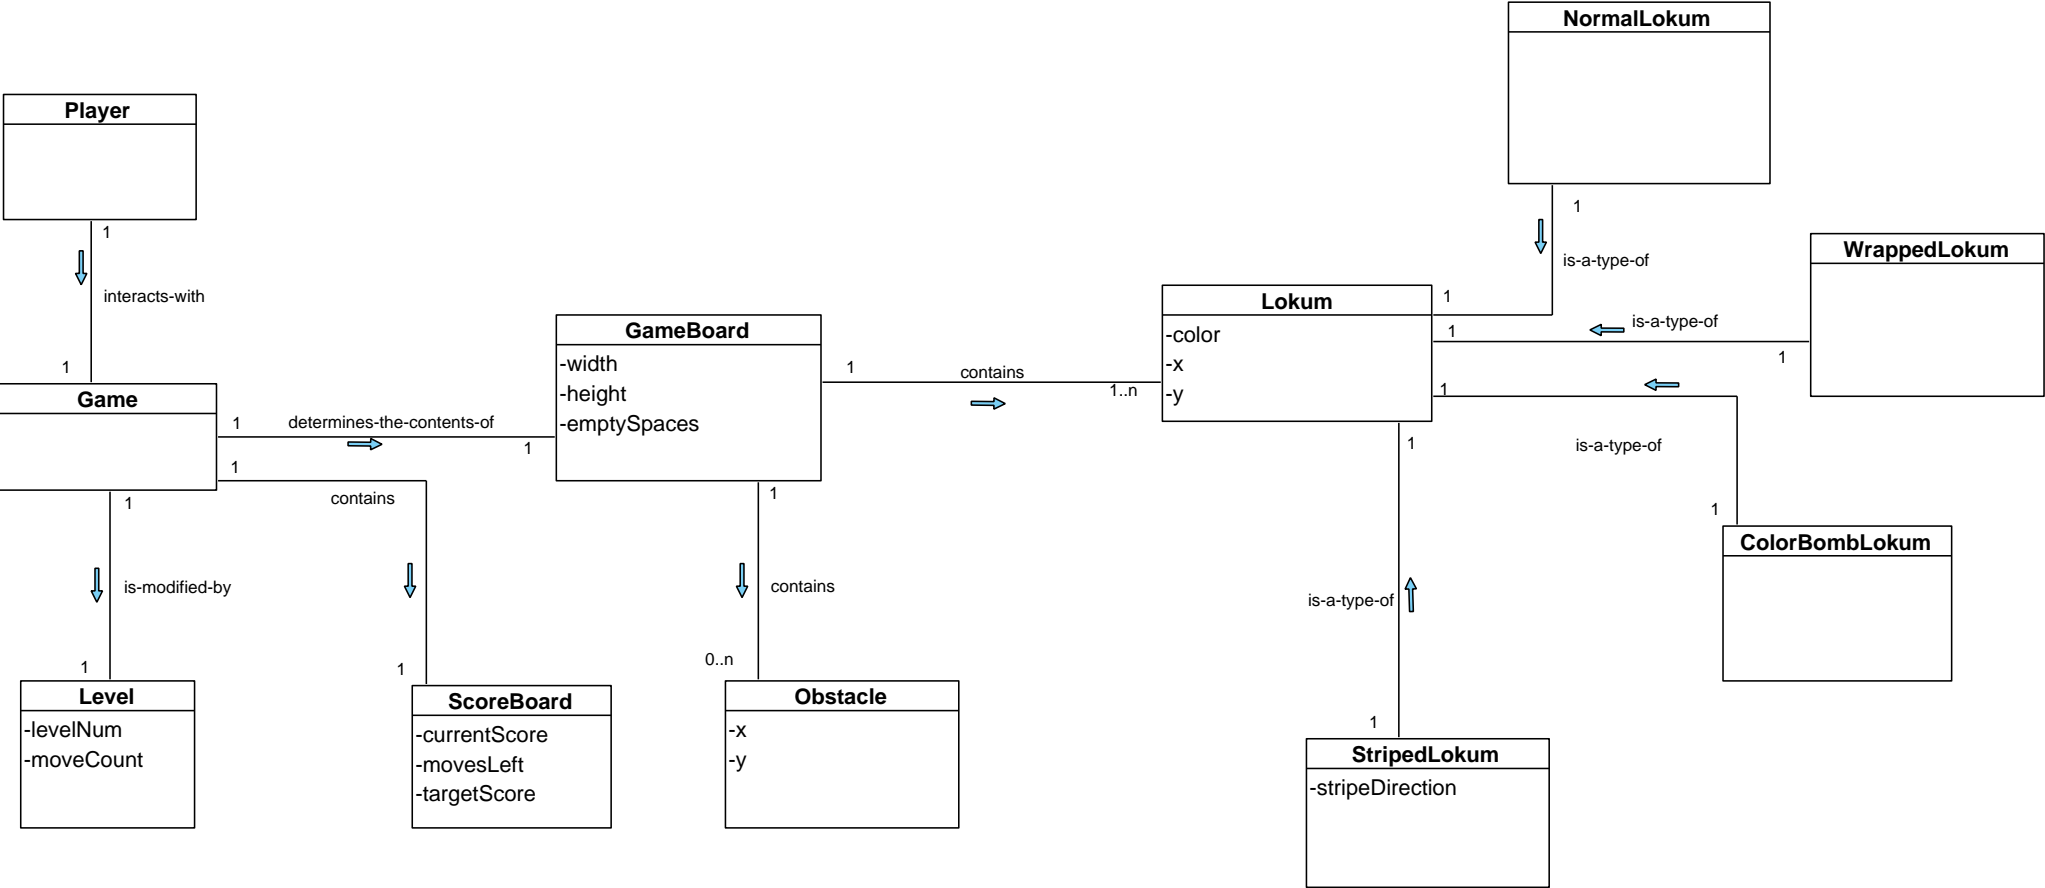 NormalLokum
Player
1
1
interacts-with
is-a-type-of
WrappedLokum
1
Lokum
-color
-x
-y
1
is-a-type-of
1
1
GameBoard
-width
-height
-emptySpaces
1
contains
1..n
1
Game
1
determines-the-contents-of
1
1
contains
1
is-a-type-of
1
ColorBombLokum
1
is-modified-by
1
1
1
contains
0..n
is-a-type-of
1
1
Level
-levelNum
-moveCount
ScoreBoard
-currentScore
-movesLeft
-targetScore
Obstacle
-x
-y
StripedLokum
-stripeDirection